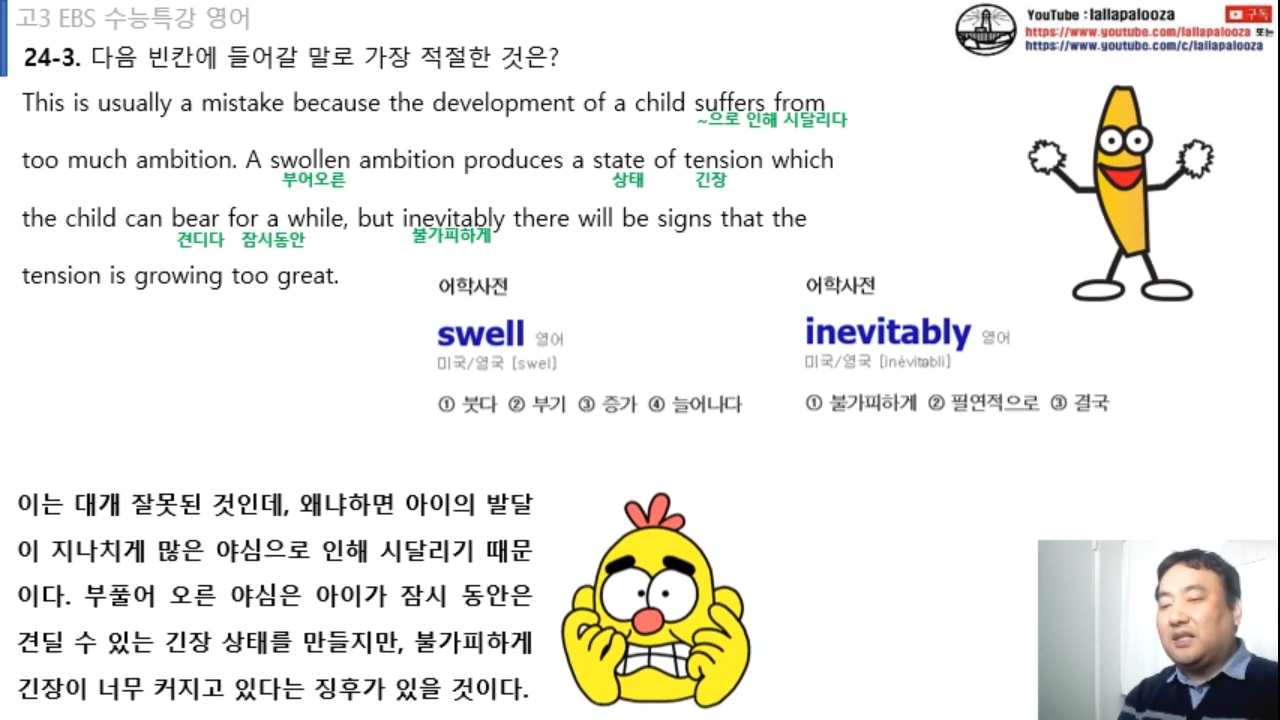 고3 EBS 수능특강 영어
YouTube : lallapalooza
구독
https://www.youtube.com/lallapalooza 또는
https://www.youtube.com/c/lallapalooza
24-3. 다음 빈칸에 들어갈 말로 가장 적절한 것은?
This is usually a mistake because the development of a child suffers from
~으로 인해 시달리다
too much ambition. A swollen ambition produces a state of tension which
부어오른 상태 긴장
the child can bear for a while, but inevitably there will be signs that the
견디다 잠시동안 불가피하게
tension is growing too great.
어학사전
swell 영어
미국/영국 [swel]
① 붓다 ② 부기 ③ 증가 ④ 늘어나다
어학사전
inevitably 영어
미국/영국 [inévitəbli]
① 불가피하게 ② 필연적으로 ③ 결국
이는 대개 잘못된 것인데, 왜냐하면 아이의 발달
이 지나치게 많은 야심으로 인해 시달리기 때문
이다. 부풀어 오른 야심은 아이가 잠시 동안은
견딜 수 있는 긴장 상태를 만들지만, 불가피하게
긴장이 너무 커지고 있다는 징후가 있을 것이다.